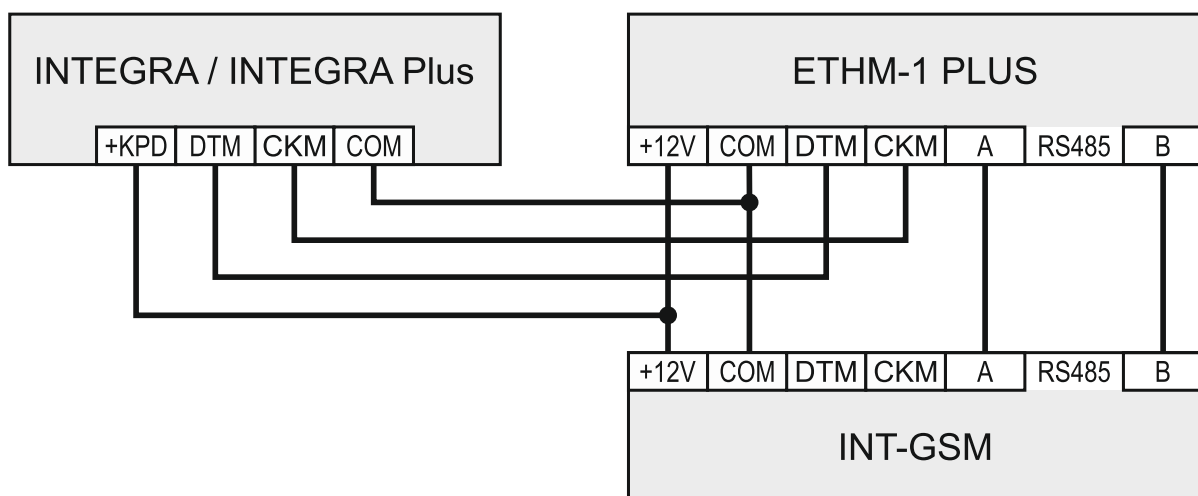 INTEGRA / INTEGRA Plus
+KPD DTM CKM COM
ETHM-1 PLUS
+12V COM DTM CKM A RS485 B
+12V COM DTM CKM A RS485 B
INT-GSM